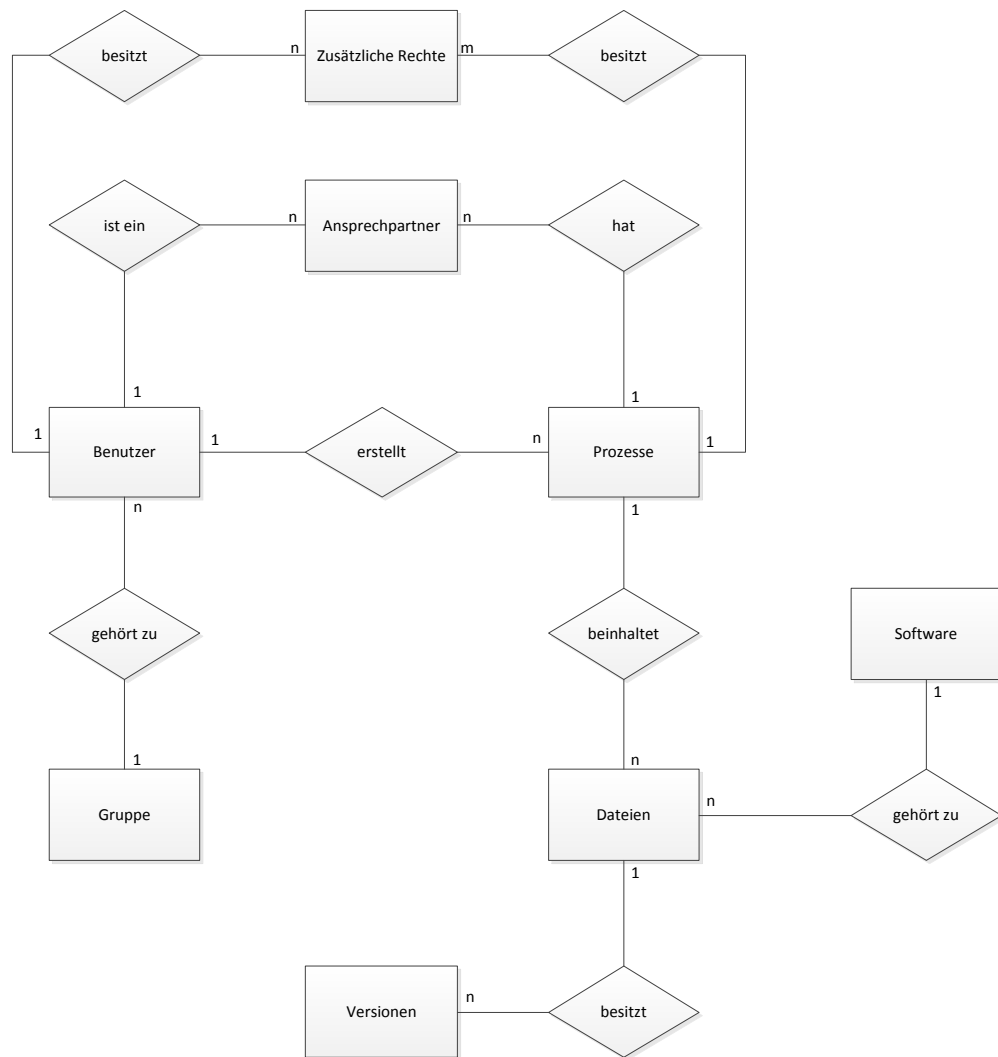 besitzt
n
Zusätzliche Rechte
m
besitzt
ist ein
n
Ansprechpartner
n
hat
1
1
1
Benutzer
1
erstellt
n
Prozesse
1
n
1
gehört zu
beinhaltet
Software
1
1
n
Gruppe
Dateien
n
gehört zu
1
Versionen
n
besitzt